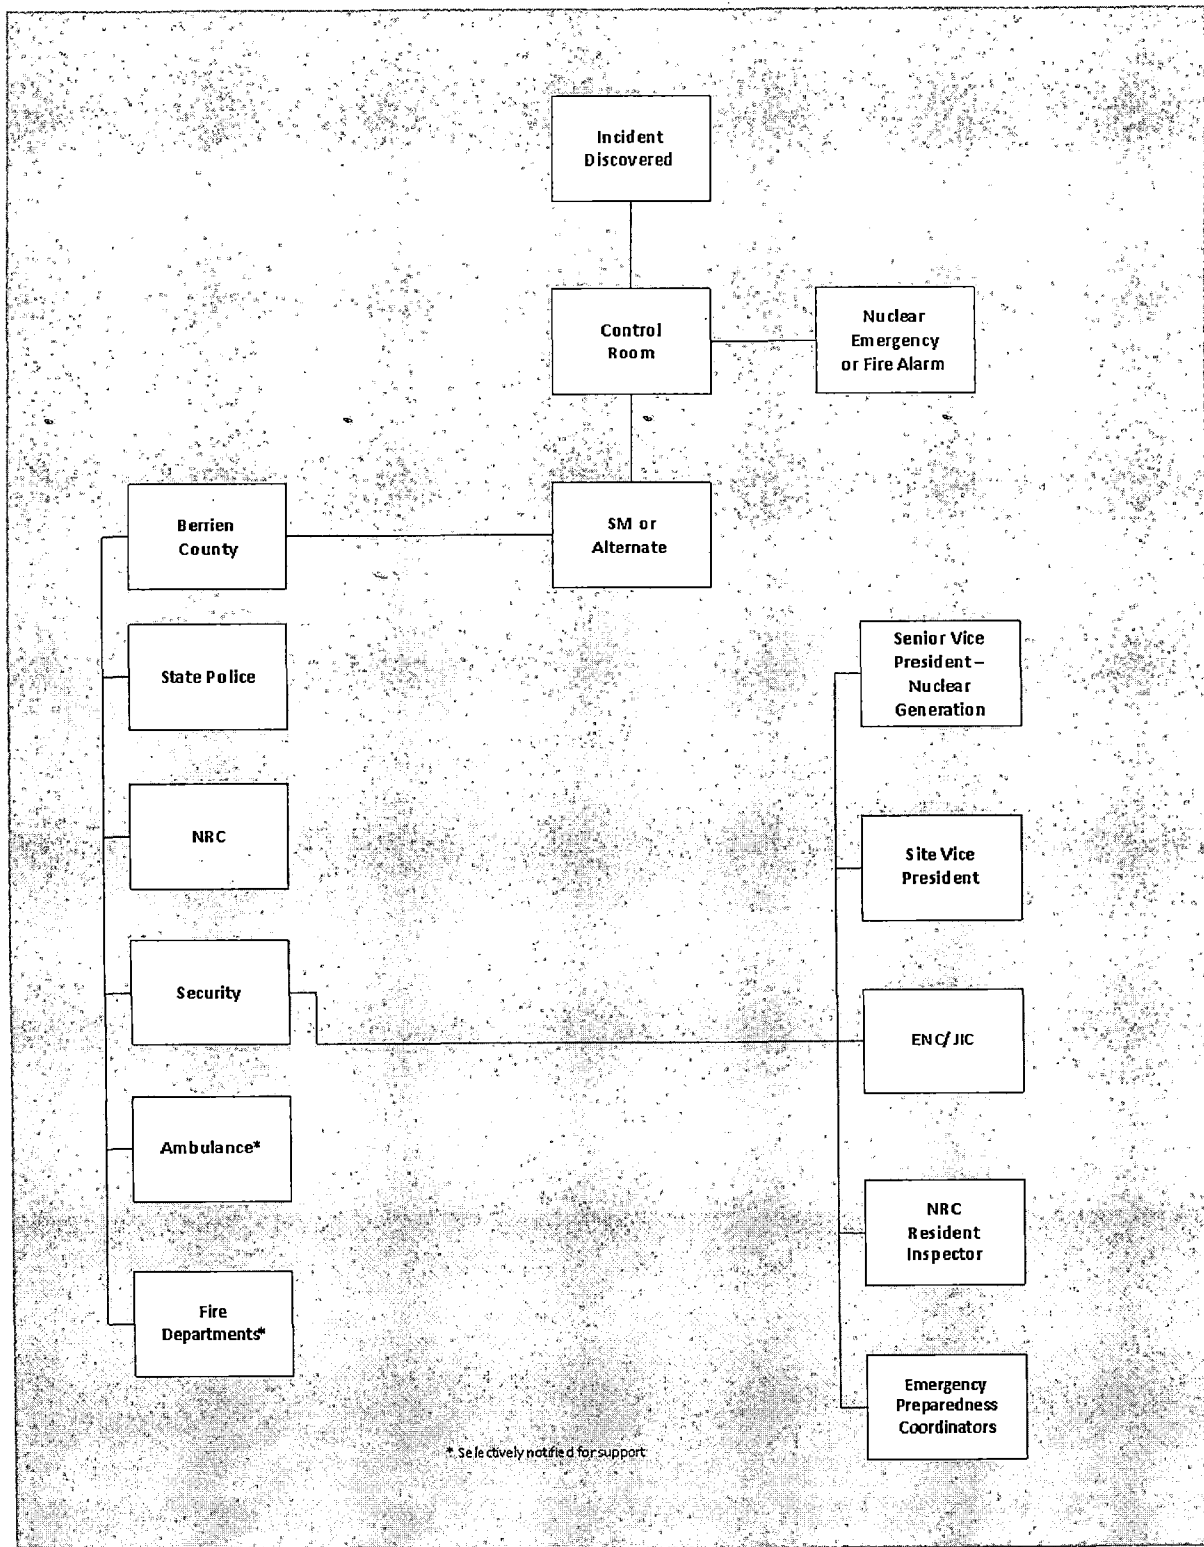 Incident
Discovered
Control
Room
Nuclear
Emergency
or Fire Alarm
Berrien
County
SM or
Alternate
State Police
NRC
Security
Ambulance*
Fire
Departments*
Senior Vice
President –
Nuclear
Generation
Site Vice
President
ENC/JIC
NRC
Resident
Inspector
Emergency
Preparedness
Coordinators
* Selectively notified for support